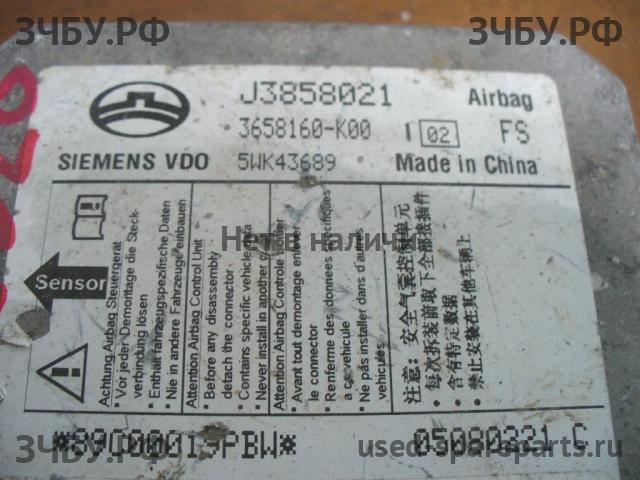 ЗЧБУ.РФ
ЗЧБУ.РФ
J3858021
Airbag
3658160-K00
I 02 FS
SIEMENS VDO
5WK43689
Made in China
Нет в наличии
Sensor
Achtung Airbag Steuergerät
• Vor jeder Demontage die Steck-
verbindung lösen
• Enthält fahrzeugspezifische Daten
• Nie in andere Fahrzeuge einbauen
Attention Airbag Control Unit
• Before any disassembly
detach the connector
• Contains specific vehicle data
• Never install in another
Attention Airbag Controle
• Avant tout demontage enlever
le connector
• Renferme des donnees specifiques
a ce vehicule
• Ne pas installer dans d'autres
vehicules
注意: 安全气囊控制单元
• 每次拆装前取下全部接插件
• 含有特定数据
• 禁止安装在其他车辆上
05080221 C
ЗЧБУ.РФ
used-spareparts.ru